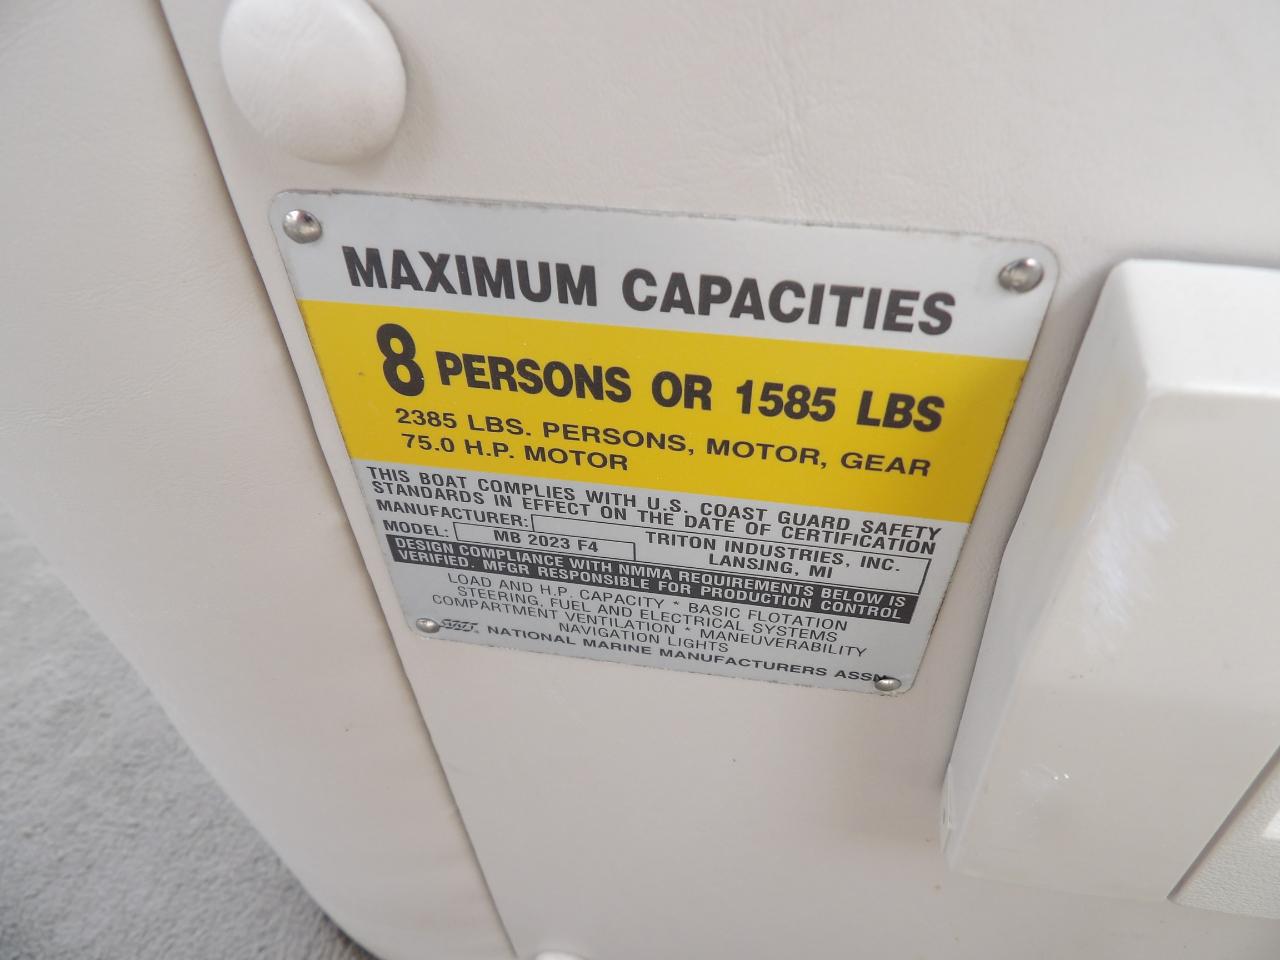 MAXIMUM CAPACITIES
8 PERSONS OR 1585 LBS
2385 LBS. PERSONS, MOTOR, GEAR
75.0 H.P. MOTOR
THIS BOAT COMPLIES WITH U.S. COAST GUARD SAFETY
STANDARDS IN EFFECT ON THE DATE OF CERTIFICATION
MANUFACTURER: TRITON INDUSTRIES, INC.
MODEL: MB 2023 F4 LANSING, MI
DESIGN COMPLIANCE WITH NMMA REQUIREMENTS BELOW IS
VERIFIED. MFGR RESPONSIBLE FOR PRODUCTION CONTROL
LOAD AND H.P. CAPACITY * BASIC FLOTATION
STEERING, FUEL AND ELECTRICAL SYSTEMS
COMPARTMENT VENTILATION * MANEUVERABILITY
NAVIGATION LIGHTS
NATIONAL MARINE MANUFACTURERS ASSN